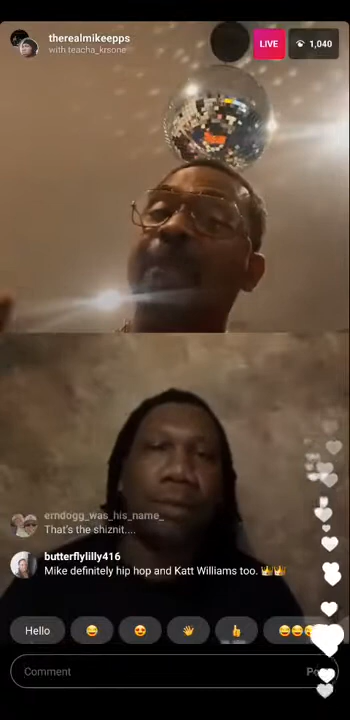 therealmikeepps
with teacha_krsone
LIVE
1,040
erndogg_was_his_name_
That's the shiznit....
butterflylilly416
Mike definitely hip hop and Katt Williams too. 👑👑
Hello
Comment